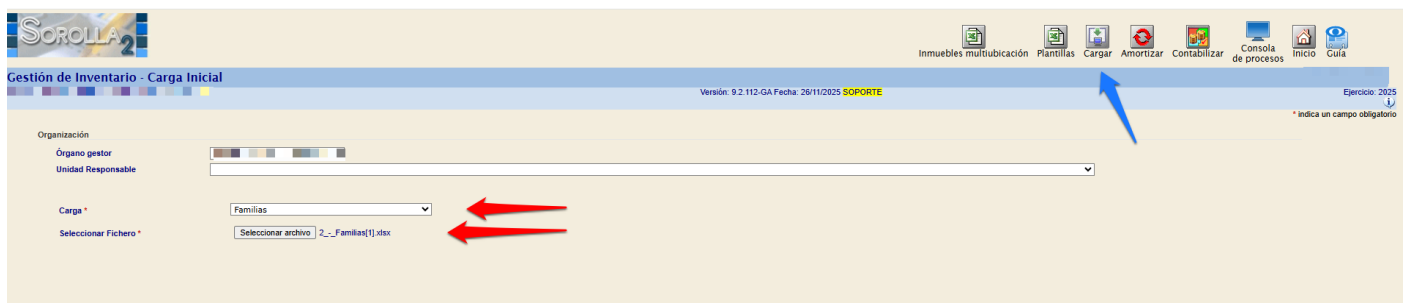 SOROLLA2
Inmuebles multiubicación Plantillas Cargar Amortizar Contabilizar Consola de procesos Inicio Guía
Gestión de Inventario - Carga Inicial
Versión: 9.2.112-GA Fecha: 26/11/2025 SOPORTE
Ejercicio: 2025
* indica un campo obligatorio
Organización
Órgano gestor
Unidad Responsable
Carga * Familias
Seleccionar Fichero * Seleccionar archivo 2_-_Familias[1].xlsx